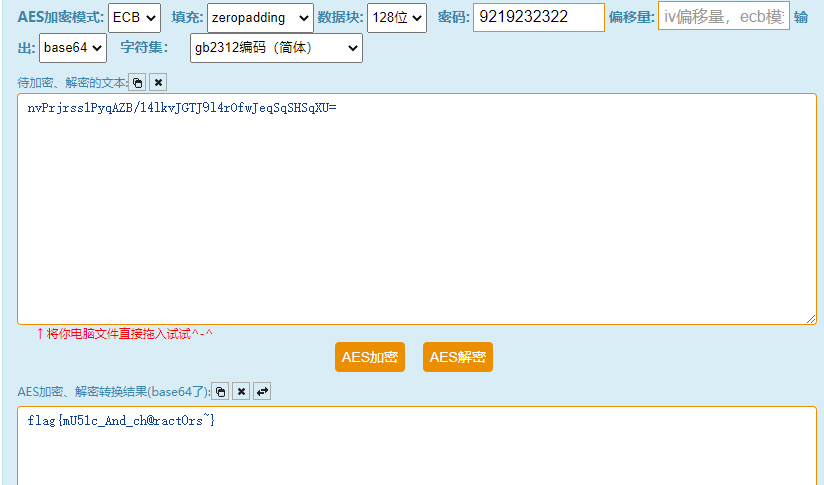 AES加密模式: ECB 填充: zeropadding 数据块: 128位 密码: 9219232322 偏移量: iv偏移量，ecb模 输
出: base64 字符集: gb2312编码（简体）
待加密、解密的文本:
nvPrjrss1PyqAZB/14lkvJGTJ9l4rOfwJeqSqSHSqXU=
↑将你电脑文件直接拖入试试^-^
AES加密 AES解密
AES加密、解密转换结果(base64了):
flag{mU51c_And_ch@ract0rs~}